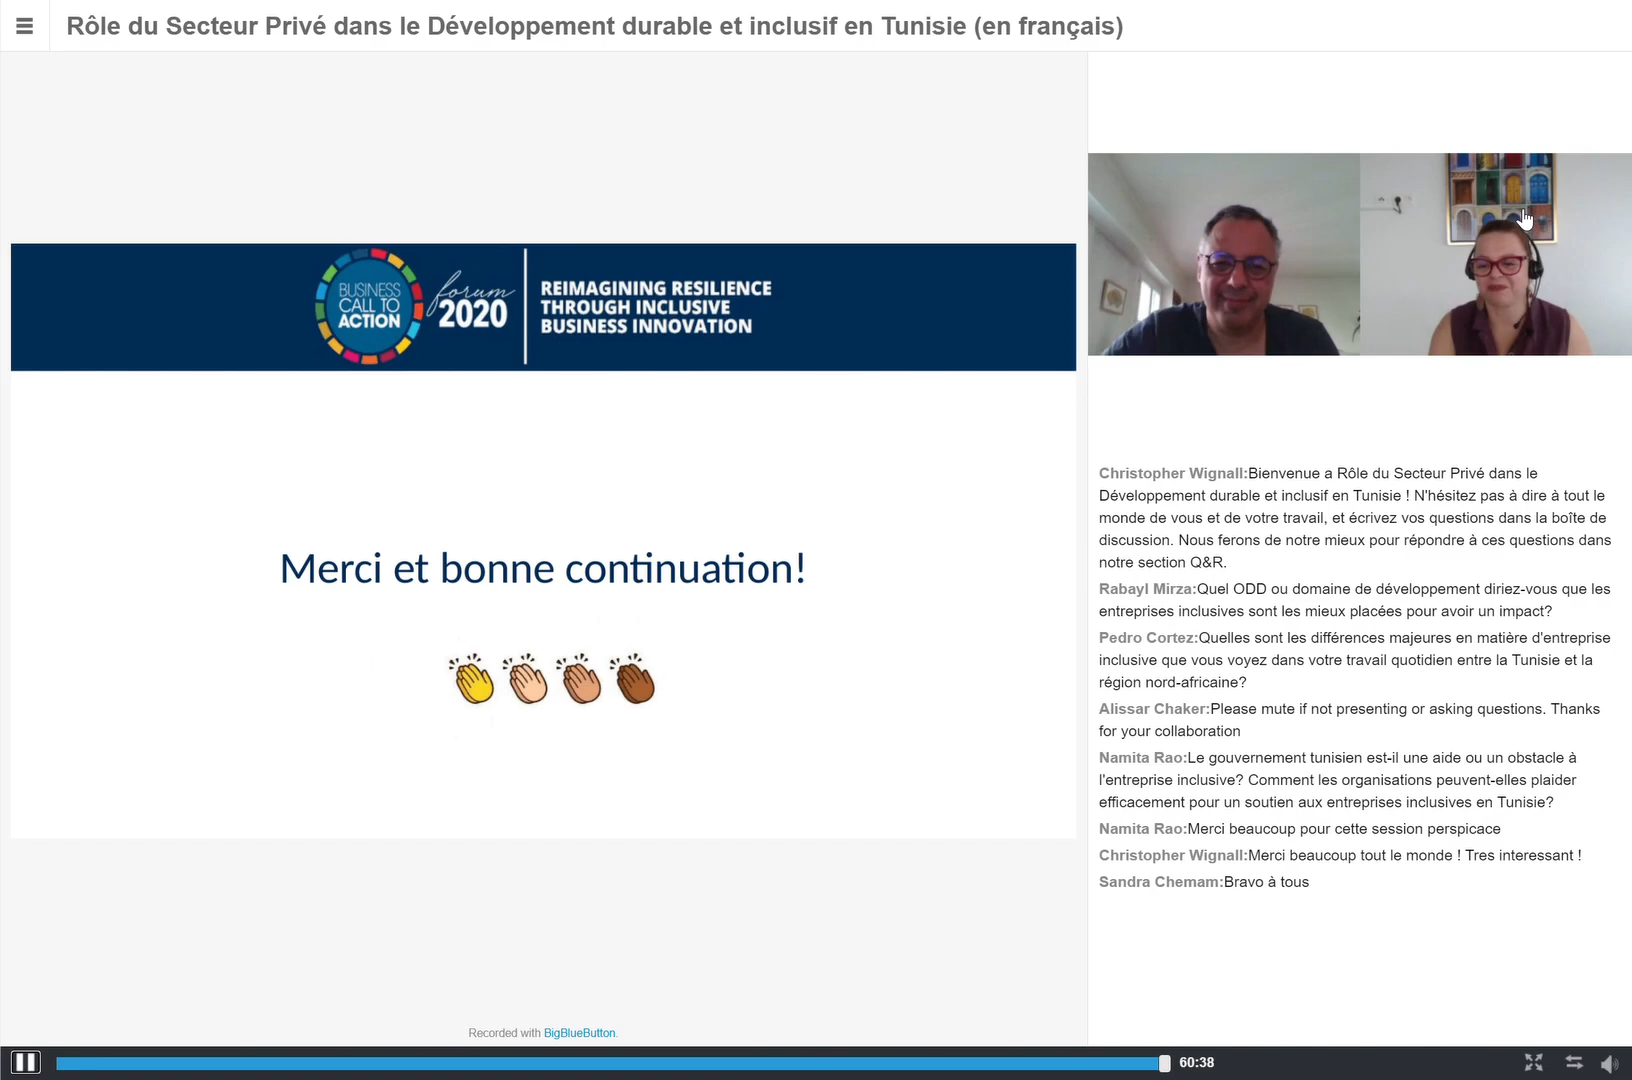 Rôle du Secteur Privé dans le Développement durable et inclusif en Tunisie (en français)
BUSINESS
CALL TO
ACTION
forum
2020
REIMAGINING RESILIENCE
THROUGH INCLUSIVE
BUSINESS INNOVATION
Merci et bonne continuation!
Christopher Wignall:Bienvenue a Rôle du Secteur Privé dans le
Développement durable et inclusif en Tunisie ! N'hésitez pas à dire à tout le
monde de vous et de votre travail, et écrivez vos questions dans la boîte de
discussion. Nous ferons de notre mieux pour répondre à ces questions dans
notre section Q&R.
Rabayl Mirza:Quel ODD ou domaine de développement diriez-vous que les
entreprises inclusives sont les mieux placées pour avoir un impact?
Pedro Cortez:Quelles sont les différences majeures en matière d'entreprise
inclusive que vous voyez dans votre travail quotidien entre la Tunisie et la
région nord-africaine?
Alissar Chaker:Please mute if not presenting or asking questions. Thanks
for your collaboration
Namita Rao:Le gouvernement tunisien est-il une aide ou un obstacle à
l'entreprise inclusive? Comment les organisations peuvent-elles plaider
efficacement pour un soutien aux entreprises inclusives en Tunisie?
Namita Rao:Merci beaucoup pour cette session perspicace
Christopher Wignall:Merci beaucoup tout le monde ! Tres interessant !
Sandra Chemam:Bravo à tous
Recorded with BigBlueButton.
60:38